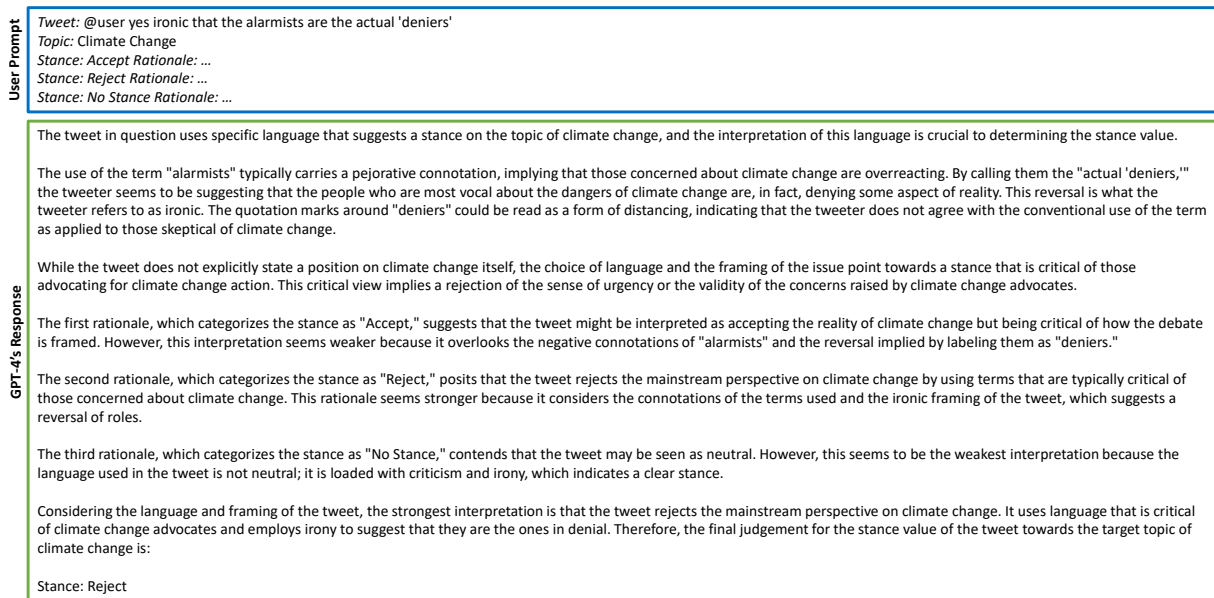 User Prompt
Tweet: @user yes ironic that the alarmists are the actual 'deniers'
Topic: Climate Change
Stance: Accept Rationale: …
Stance: Reject Rationale: …
Stance: No Stance Rationale: …
GPT-4's Response
The tweet in question uses specific language that suggests a stance on the topic of climate change, and the interpretation of this language is crucial to determining the stance value.
The use of the term "alarmists" typically carries a pejorative connotation, implying that those concerned about climate change are overreacting. By calling them the "actual 'deniers,'"
the tweeter seems to be suggesting that the people who are most vocal about the dangers of climate change are, in fact, denying some aspect of reality. This reversal is what the
tweeter refers to as ironic. The quotation marks around "deniers" could be read as a form of distancing, indicating that the tweeter does not agree with the conventional use of the term
as applied to those skeptical of climate change.
While the tweet does not explicitly state a position on climate change itself, the choice of language and the framing of the issue point towards a stance that is critical of those
advocating for climate change action. This critical view implies a rejection of the sense of urgency or the validity of the concerns raised by climate change advocates.
The first rationale, which categorizes the stance as "Accept," suggests that the tweet might be interpreted as accepting the reality of climate change but being critical of how the debate
is framed. However, this interpretation seems weaker because it overlooks the negative connotations of "alarmists" and the reversal implied by labeling them as "deniers."
The second rationale, which categorizes the stance as "Reject," posits that the tweet rejects the mainstream perspective on climate change by using terms that are typically critical of
those concerned about climate change. This rationale seems stronger because it considers the connotations of the terms used and the ironic framing of the tweet, which suggests a
reversal of roles.
The third rationale, which categorizes the stance as "No Stance," contends that the tweet may be seen as neutral. However, this seems to be the weakest interpretation because the
language used in the tweet is not neutral; it is loaded with criticism and irony, which indicates a clear stance.
Considering the language and framing of the tweet, the strongest interpretation is that the tweet rejects the mainstream perspective on climate change. It uses language that is critical
of climate change advocates and employs irony to suggest that they are the ones in denial. Therefore, the final judgement for the stance value of the tweet towards the target topic of
climate change is:
Stance: Reject